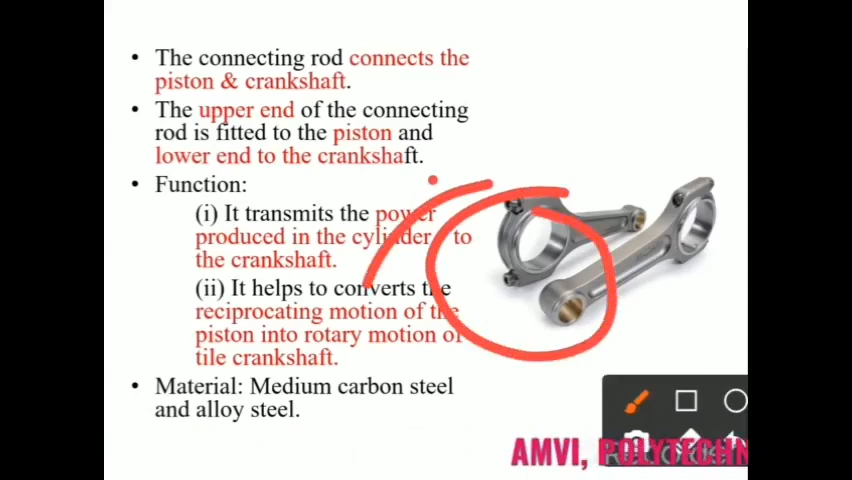 • The connecting rod connects the
piston & crankshaft.
• The upper end of the connecting
rod is fitted to the piston and
lower end to the crankshaft.
• Function:
(i) It transmits the power
produced in the cylinder to
the crankshaft.
(ii) It helps to converts the
reciprocating motion of the
piston into rotary motion of
tile crankshaft.
• Material: Medium carbon steel
and alloy steel.
AMVI, POLYTECHN